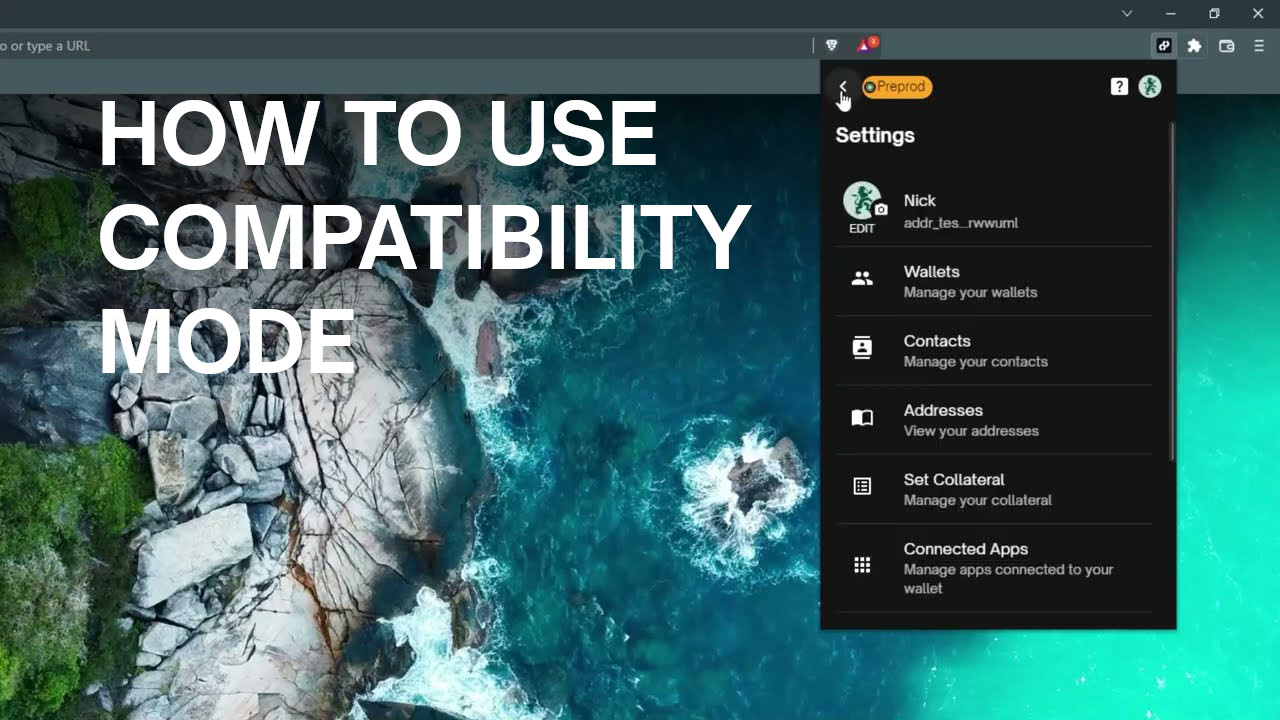 o or type a URL
1
Preprod
?
HOW TO USE
COMPATIBILITY
MODE
Settings
Nick
addr_tes...rwwuml
EDIT
Wallets
Manage your wallets
Contacts
Manage your contacts
Addresses
View your addresses
Set Collateral
Manage your collateral
Connected Apps
Manage apps connected to your
wallet